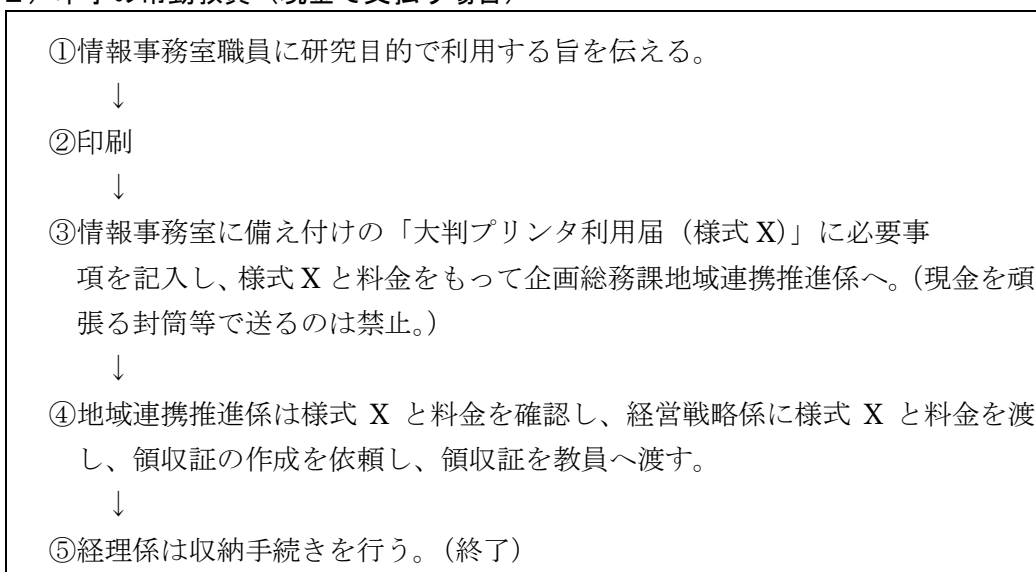 ①情報事務室職員に研究目的で利用する旨を伝える。
↓
②印刷
↓
③情報事務室に備え付けの「大判プリンタ利用届（様式 X）」に必要事
項を記入し、様式 X と料金をもって企画総務課地域連携推進係へ。（現金を頑
張る封筒等で送るのは禁止。）
↓
④地域連携推進係は様式 X と料金を確認し、経営戦略係に様式 X と料金を渡
し、領収証の作成を依頼し、領収証を教員へ渡す。
↓
⑤経理係は収納手続きを行う。（終了）